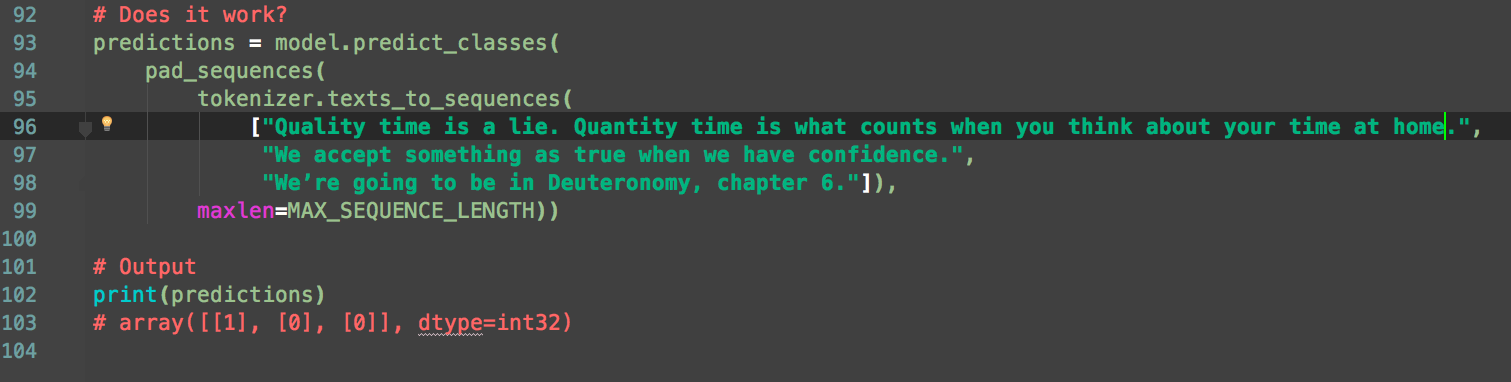 92 # Does it work?
93 predictions = model.predict_classes(
94     pad_sequences(
95         tokenizer.texts_to_sequences(
96             ["Quality time is a lie. Quantity time is what counts when you think about your time at home.",
97              "We accept something as true when we have confidence.",
98              "We’re going to be in Deuteronomy, chapter 6."]),
99         maxlen=MAX_SEQUENCE_LENGTH))
100
101 # Output
102 print(predictions)
103 # array([[1], [0], [0]], dtype=int32)
104